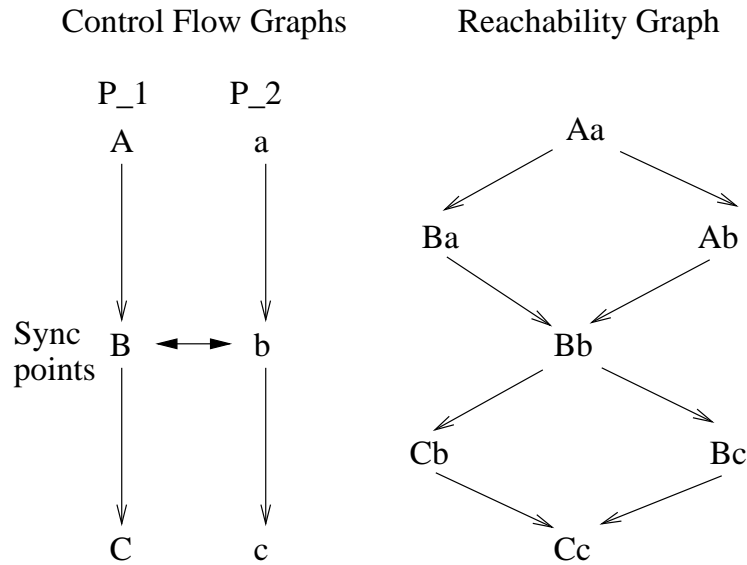 Control Flow Graphs
Reachability Graph
P_1 P_2
A a
Aa
Ba Ab
Sync
points
B b
Bb
Cb Bc
C c
Cc